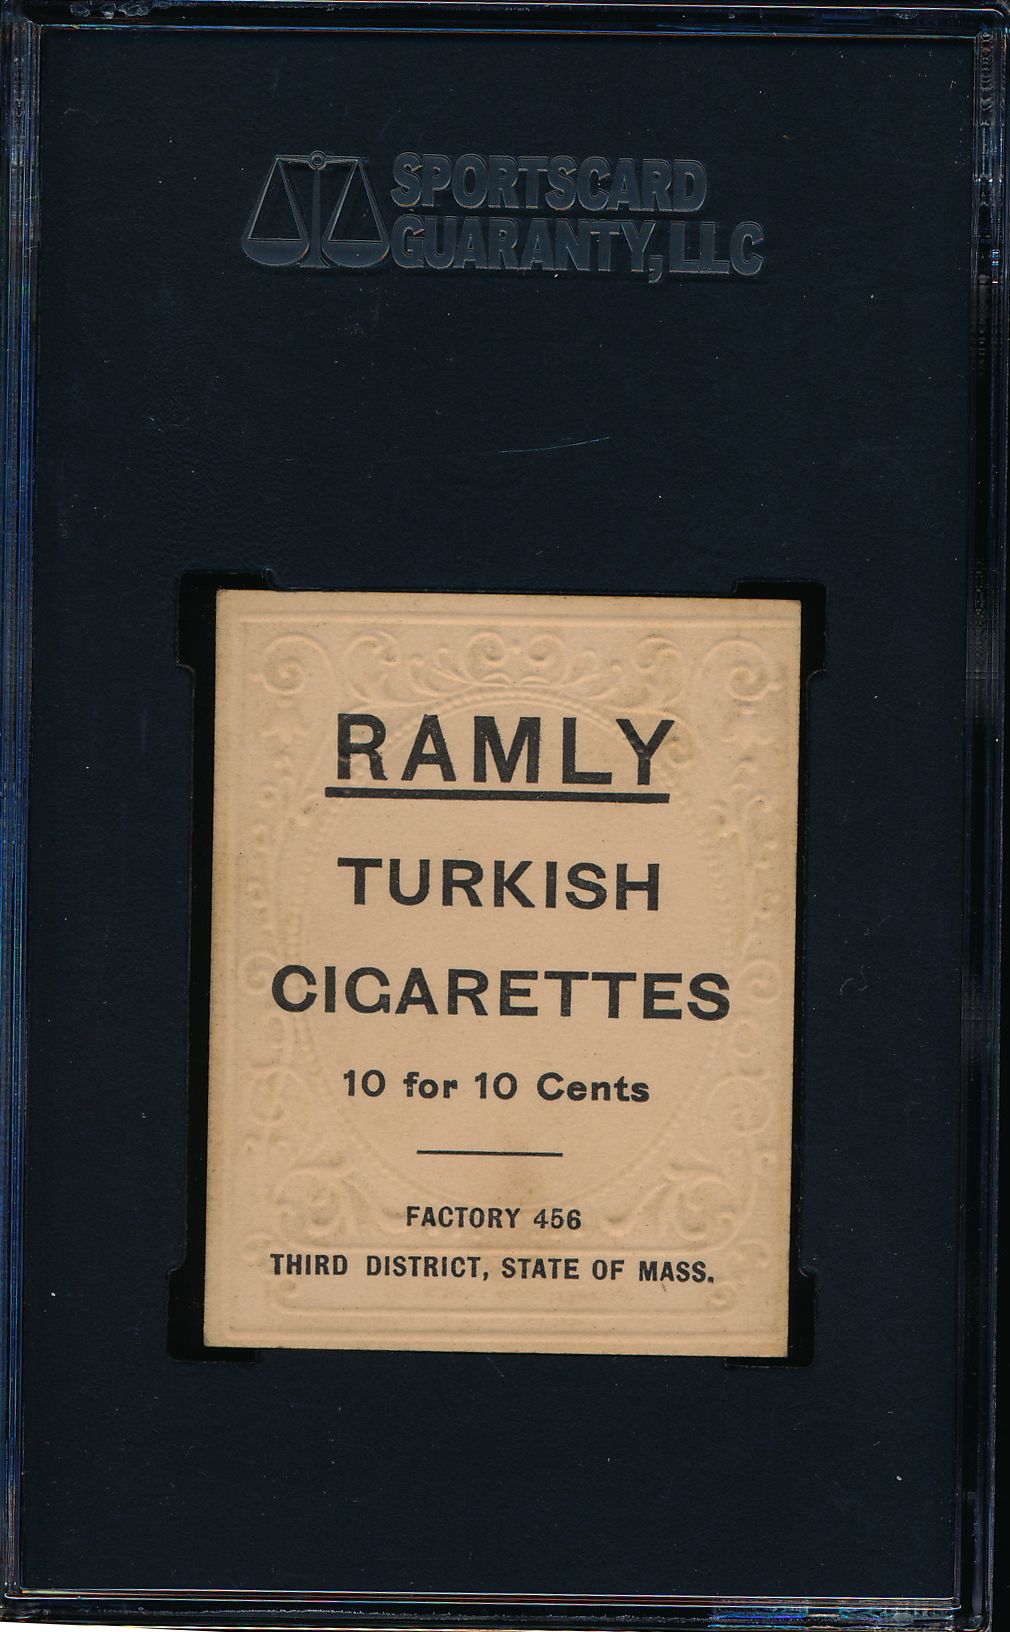 SPORTSCARD
GUARANTY, LLC
RAMLY
TURKISH
CIGARETTES
10 for 10 Cents
FACTORY 456
THIRD DISTRICT, STATE OF MASS.